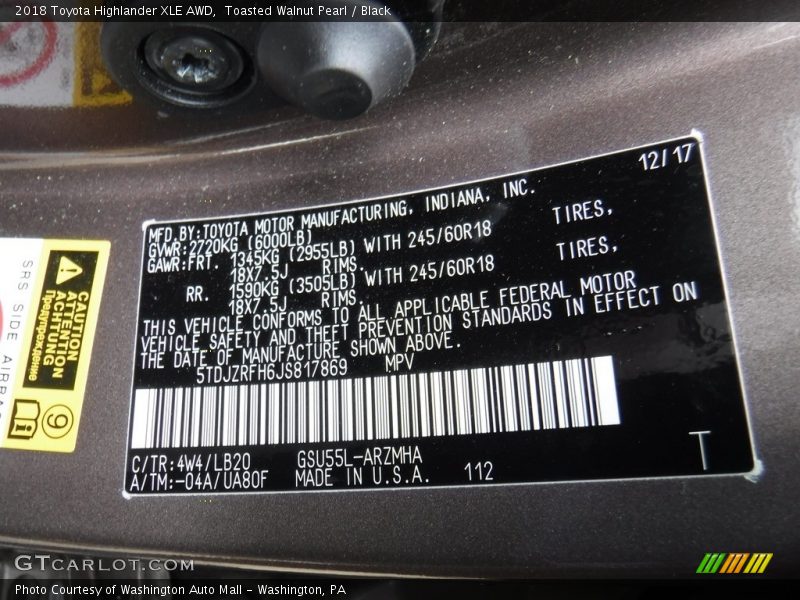 2018 Toyota Highlander XLE AWD, Toasted Walnut Pearl / Black
12/17
MFD.BY:TOYOTA MOTOR MANUFACTURING, INDIANA, INC.
GVWR:2720KG (6000LB)
GAWR:FRT. 1345KG (2955LB) WITH 245/60R18 TIRES,
18X7.5J RIMS.
RR. 1590KG (3505LB) WITH 245/60R18 TIRES,
18X7.5J RIMS.
THIS VEHICLE CONFORMS TO ALL APPLICABLE FEDERAL MOTOR
VEHICLE SAFETY AND THEFT PREVENTION STANDARDS IN EFFECT ON
THE DATE OF MANUFACTURE SHOWN ABOVE.
5TDJZRFH6JS817869 MPV
C/TR:4W4/LB20 GSU55L-ARZMHA
A/TM:-04A/UA80F MADE IN U.S.A. 112
T
SRS SIDE AIRBAG
CAUTION
ATTENTION
ACHTUNG
Предупреждение
9
GTCARLOT.COM
Photo Courtesy of Washington Auto Mall - Washington, PA